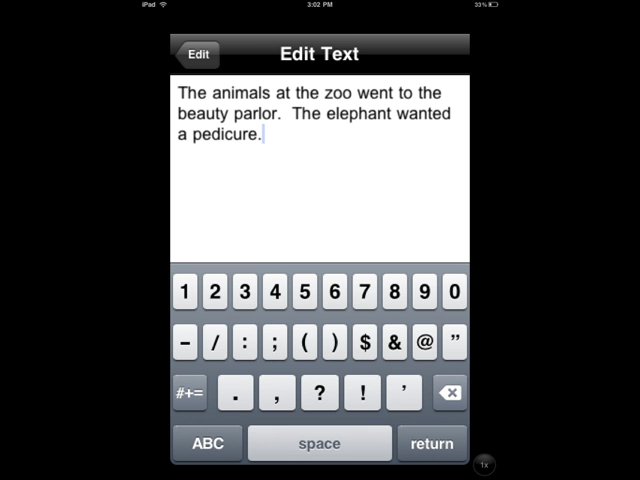 iPad 3:02 PM 33%
Edit Edit Text
The animals at the zoo went to the
beauty parlor.  The elephant wanted
a pedicure.
1 2 3 4 5 6 7 8 9 0
- / : ; ( ) $ & @ ”
#+= . , ? ! ’
ABC space return
1x